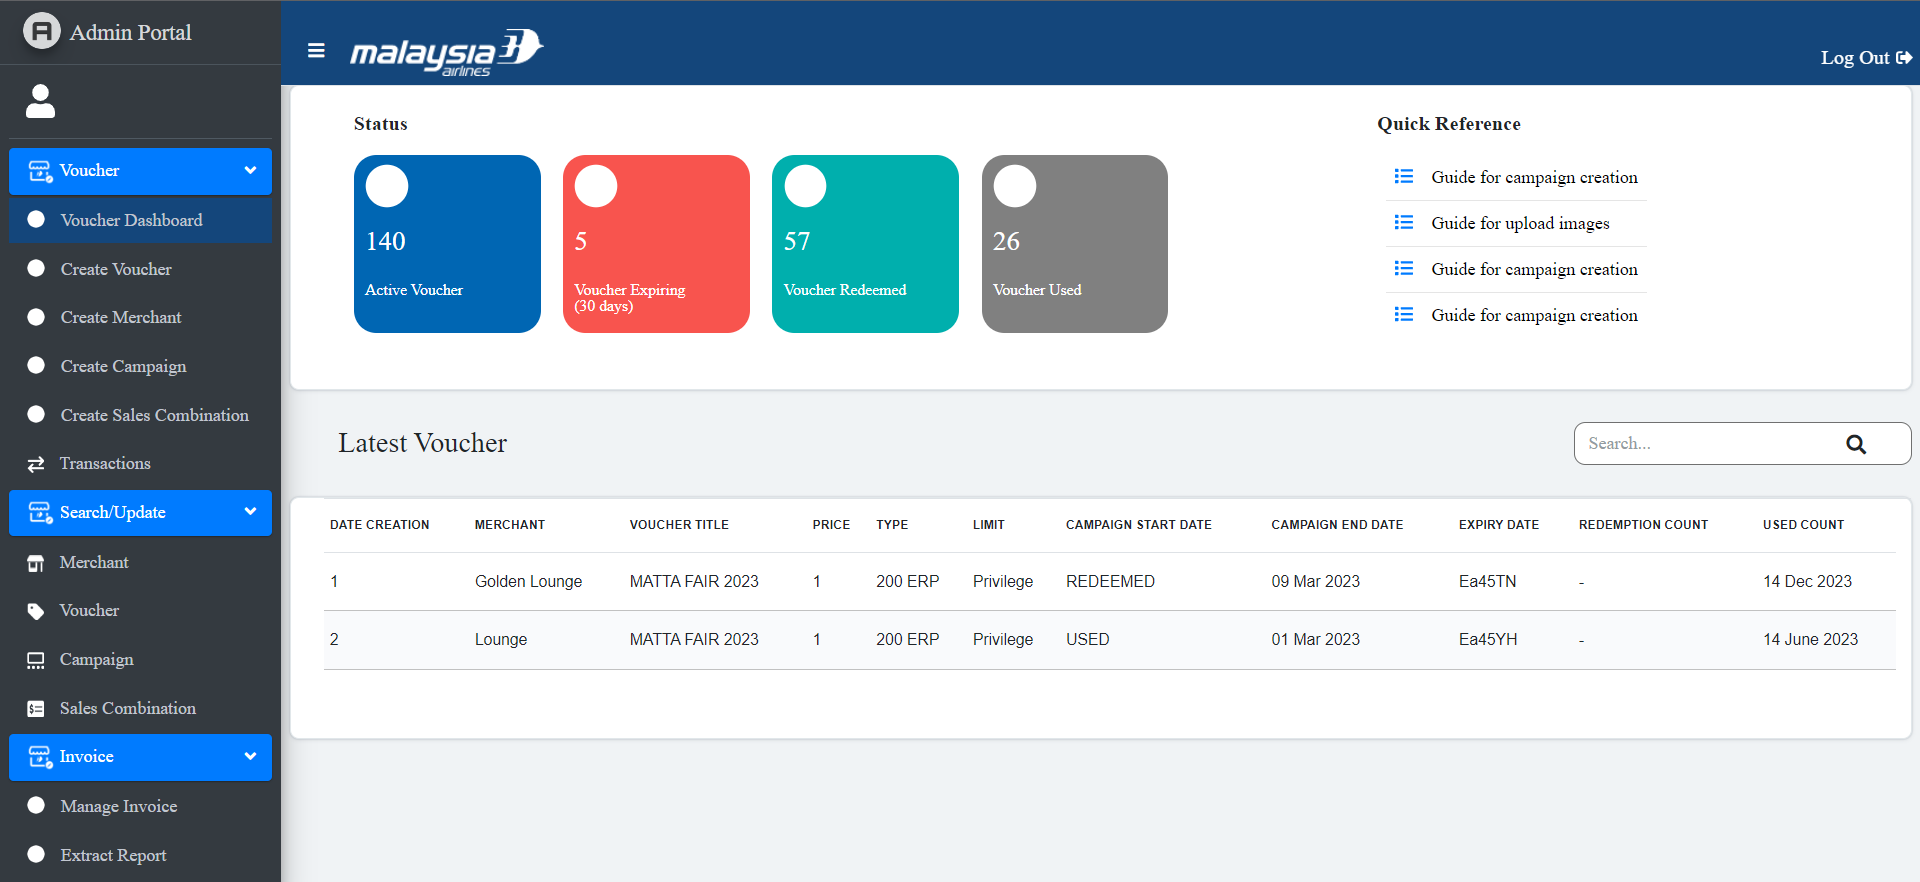 Admin Portal
Voucher
Voucher Dashboard
Create Voucher
Create Merchant
Create Campaign
Create Sales Combination
Transactions
Search/Update
Merchant
Voucher
Campaign
Sales Combination
Invoice
Manage Invoice
Extract Report
malaysia
airlines
Log Out
Status
140
Active Voucher
5
Voucher Expiring
(30 days)
57
Voucher Redeemed
26
Voucher Used
Quick Reference
Guide for campaign creation
Guide for upload images
Guide for campaign creation
Guide for campaign creation
Latest Voucher
Search...
DATE CREATION MERCHANT VOUCHER TITLE PRICE TYPE LIMIT CAMPAIGN START DATE CAMPAIGN END DATE EXPIRY DATE REDEMPTION COUNT USED COUNT
1 Golden Lounge MATTA FAIR 2023 1 200 ERP Privilege REDEEMED 09 Mar 2023 Ea45TN - 14 Dec 2023
2 Lounge MATTA FAIR 2023 1 200 ERP Privilege USED 01 Mar 2023 Ea45YH - 14 June 2023